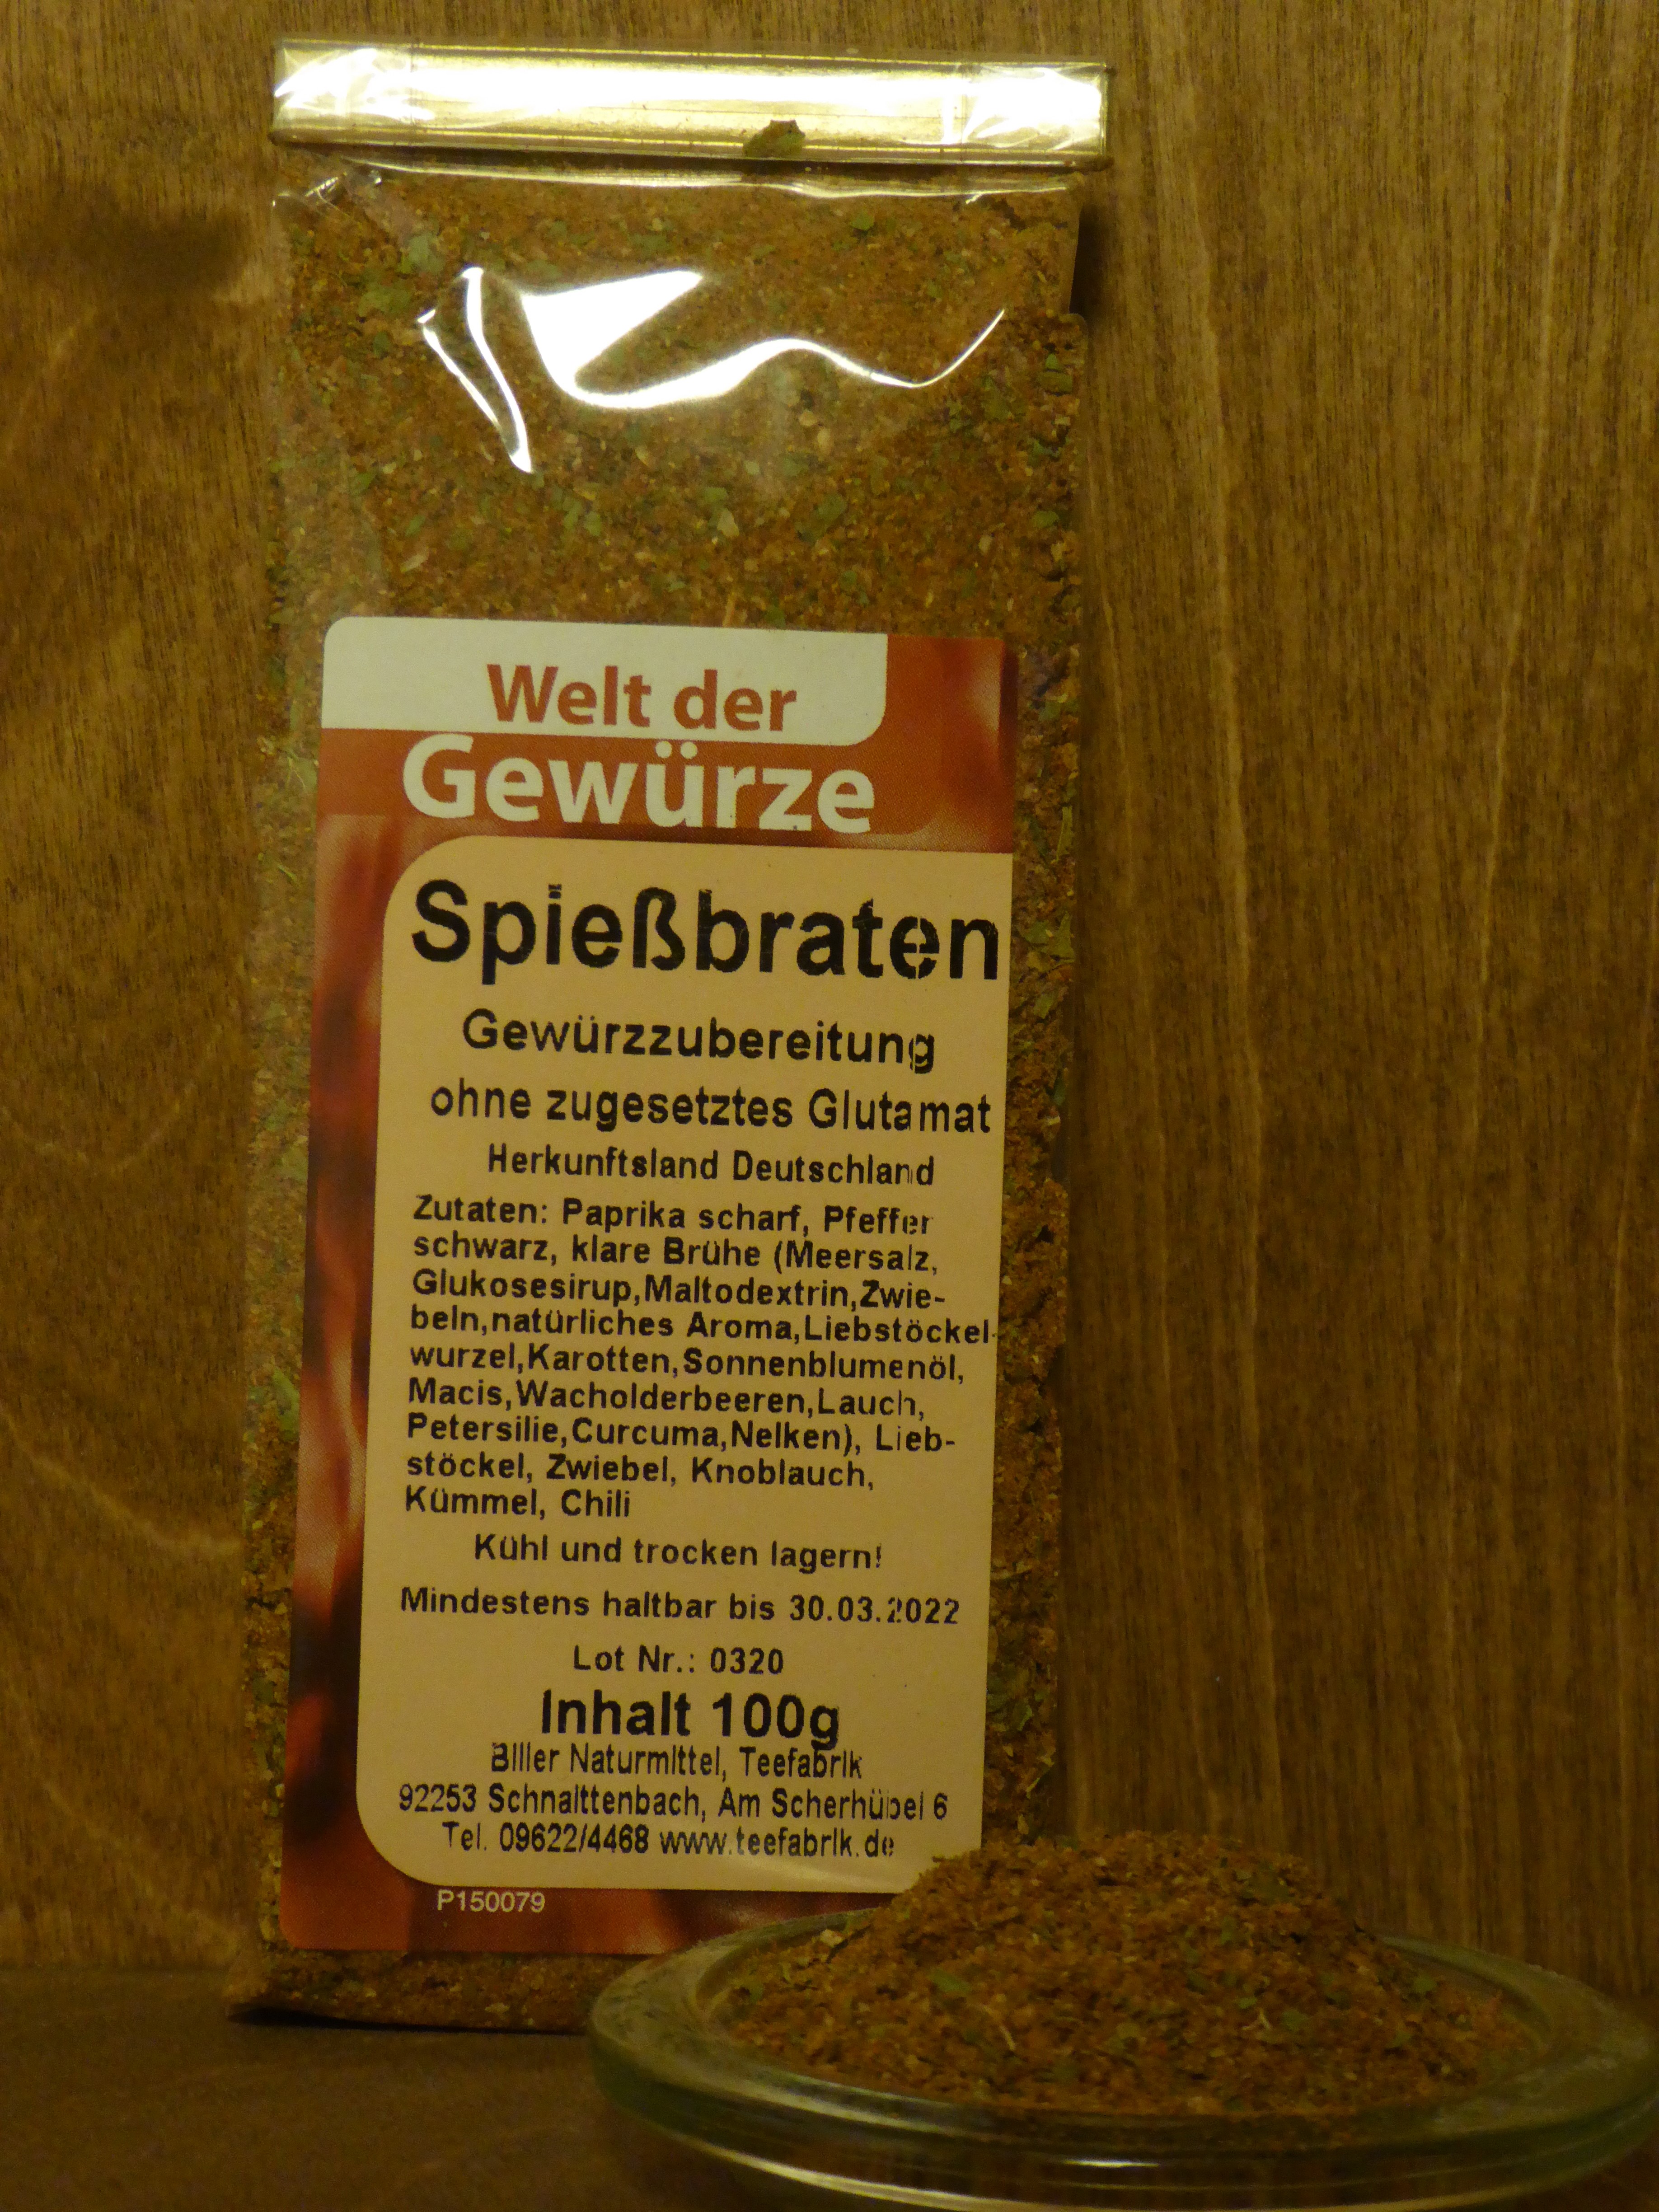 Welt der
Gewürze
Spießbraten
Gewürzzubereitung
ohne zugesetztes Glutamat
Herkunftsland Deutschland
Zutaten: Paprika scharf, Pfeffer
schwarz, klare Brühe (Meersalz,
Glukosesirup,Maltodextrin,Zwie-
beln,natürliches Aroma,Liebstöckel-
wurzel,Karotten,Sonnenblumenöl,
Macis,Wacholderbeeren,Lauch,
Petersilie,Curcuma,Nelken), Lieb-
stöckel, Zwiebel, Knoblauch,
Kümmel, Chili
Kühl und trocken lagern!
Mindestens haltbar bis 30.03.2022
Lot Nr.: 0320
Inhalt 100g
Biller Naturmittel, Teefabrik
92253 Schnaittenbach, Am Scherhübel 6
Tel. 09622/4468 www.teefabrik.de
P150079